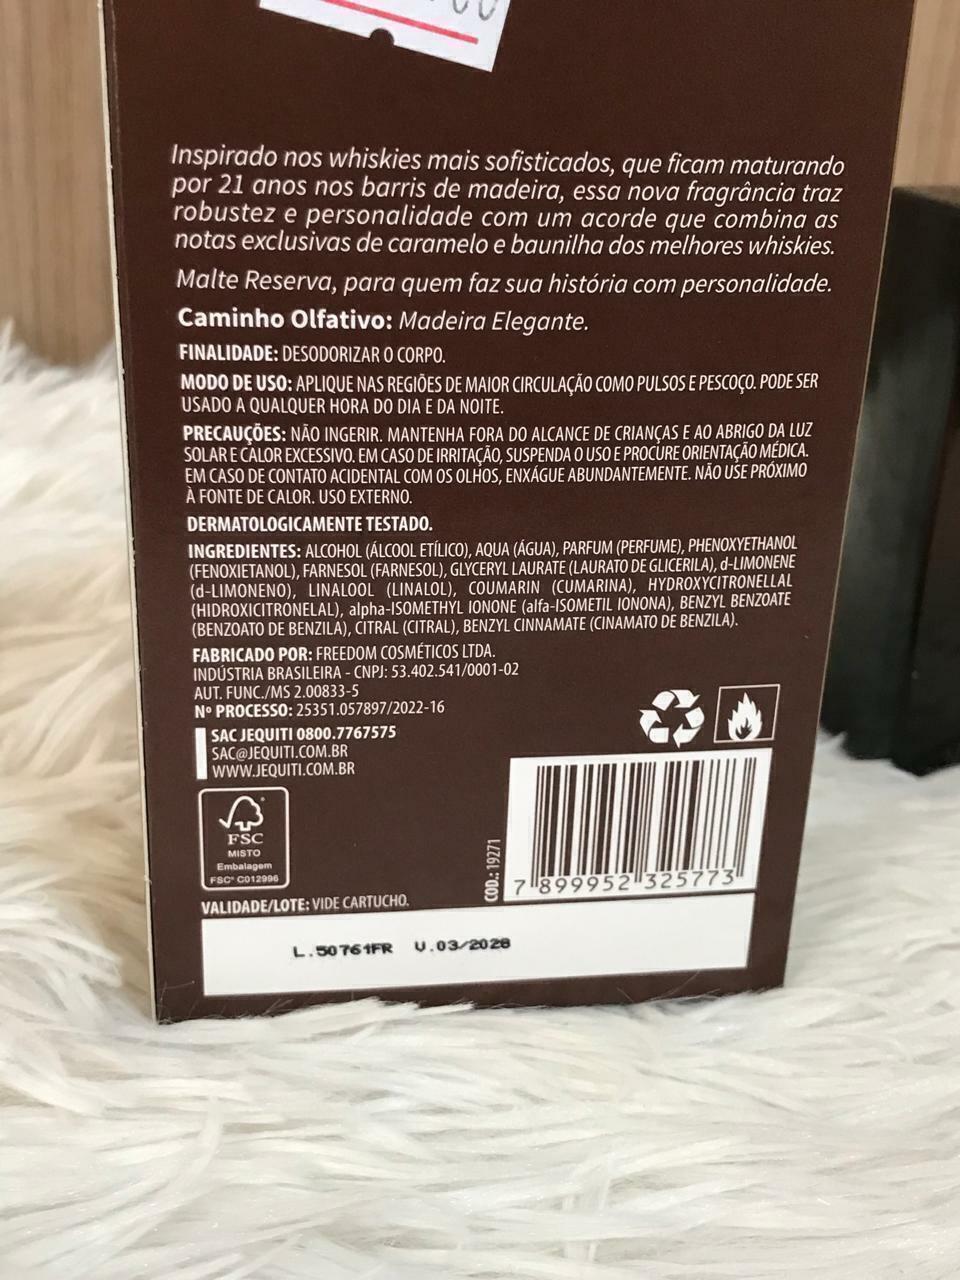 Inspirado nos whiskies mais sofisticados, que ficam maturando
por 21 anos nos barris de madeira, essa nova fragrância traz
robustez e personalidade com um acorde que combina as
notas exclusivas de caramelo e baunilha dos melhores whiskies.
Malte Reserva, para quem faz sua história com personalidade.
Caminho Olfativo: Madeira Elegante.
FINALIDADE: DESODORIZAR O CORPO.
MODO DE USO: APLIQUE NAS REGIÕES DE MAIOR CIRCULAÇÃO COMO PULSOS E PESCOÇO. PODE SER
USADO A QUALQUER HORA DO DIA E DA NOITE.
PRECAUÇÕES: NÃO INGERIR. MANTENHA FORA DO ALCANCE DE CRIANÇAS E AO ABRIGO DA LUZ
SOLAR E CALOR EXCESSIVO. EM CASO DE IRRITAÇÃO, SUSPENDA O USO E PROCURE ORIENTAÇÃO MÉDICA.
EM CASO DE CONTATO ACIDENTAL COM OS OLHOS, ENXÁGUE ABUNDANTEMENTE. NÃO USE PRÓXIMO
À FONTE DE CALOR. USO EXTERNO.
DERMATOLOGICAMENTE TESTADO.
INGREDIENTES: ALCOHOL (ÁLCOOL ETÍLICO), AQUA (ÁGUA), PARFUM (PERFUME), PHENOXYETHANOL
(FENOXIETANOL), FARNESOL (FARNESOL), GLYCERYL LAURATE (LAURATO DE GLICERILA), d-LIMONENE
(d-LIMONENO), LINALOOL (LINALOL), COUMARIN (CUMARINA), HYDROXYCITRONELLAL
(HIDROXICITRONELAL), alpha-ISOMETHYL IONONE (alfa-ISOMETIL IONONA), BENZYL BENZOATE
(BENZOATO DE BENZILA), CITRAL (CITRAL), BENZYL CINNAMATE (CINAMATO DE BENZILA).
FABRICADO POR: FREEDOM COSMÉTICOS LTDA.
INDÚSTRIA BRASILEIRA - CNPJ: 53.402.541/0001-02
AUT. FUNC./MS 2.00833-5
Nº PROCESSO: 25351.057897/2022-16
SAC JEQUITI 0800.7767575
SAC@JEQUITI.COM.BR
WWW.JEQUITI.COM.BR
FSC
MISTO
Embalagem
FSC® C012996
COD.: 19271
7 899952 325773
VALIDADE/LOTE: VIDE CARTUCHO.
L.50761FR V.03/2028